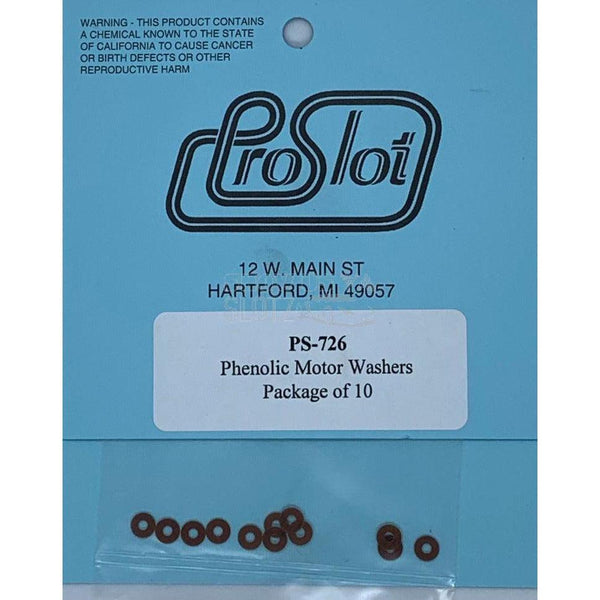 WARNING - THIS PRODUCT CONTAINS
A CHEMICAL KNOWN TO THE STATE
OF CALIFORNIA TO CAUSE CANCER
OR BIRTH DEFECTS OR OTHER
REPRODUCTIVE HARM
ProSlot
12 W. MAIN ST
HARTFORD, MI 49057
PS-726
Phenolic Motor Washers
Package of 10